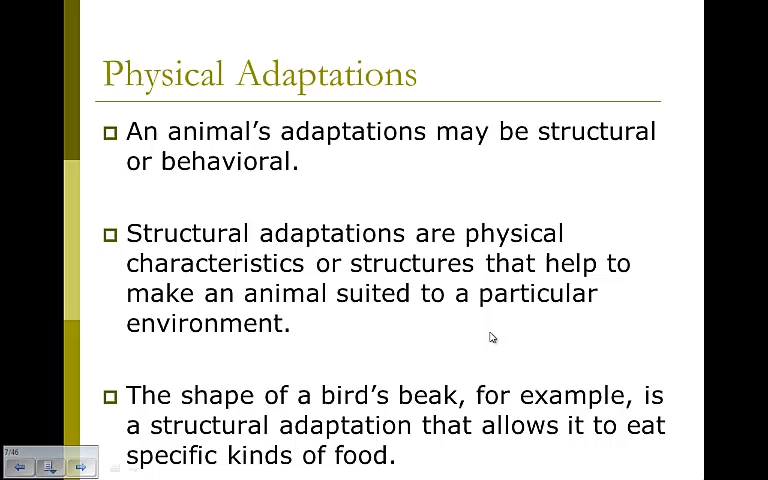 Physical Adaptations
An animal's adaptations may be structural
or behavioral.
Structural adaptations are physical
characteristics or structures that help to
make an animal suited to a particular
environment.
The shape of a bird's beak, for example, is
a structural adaptation that allows it to eat
specific kinds of food.
7/46